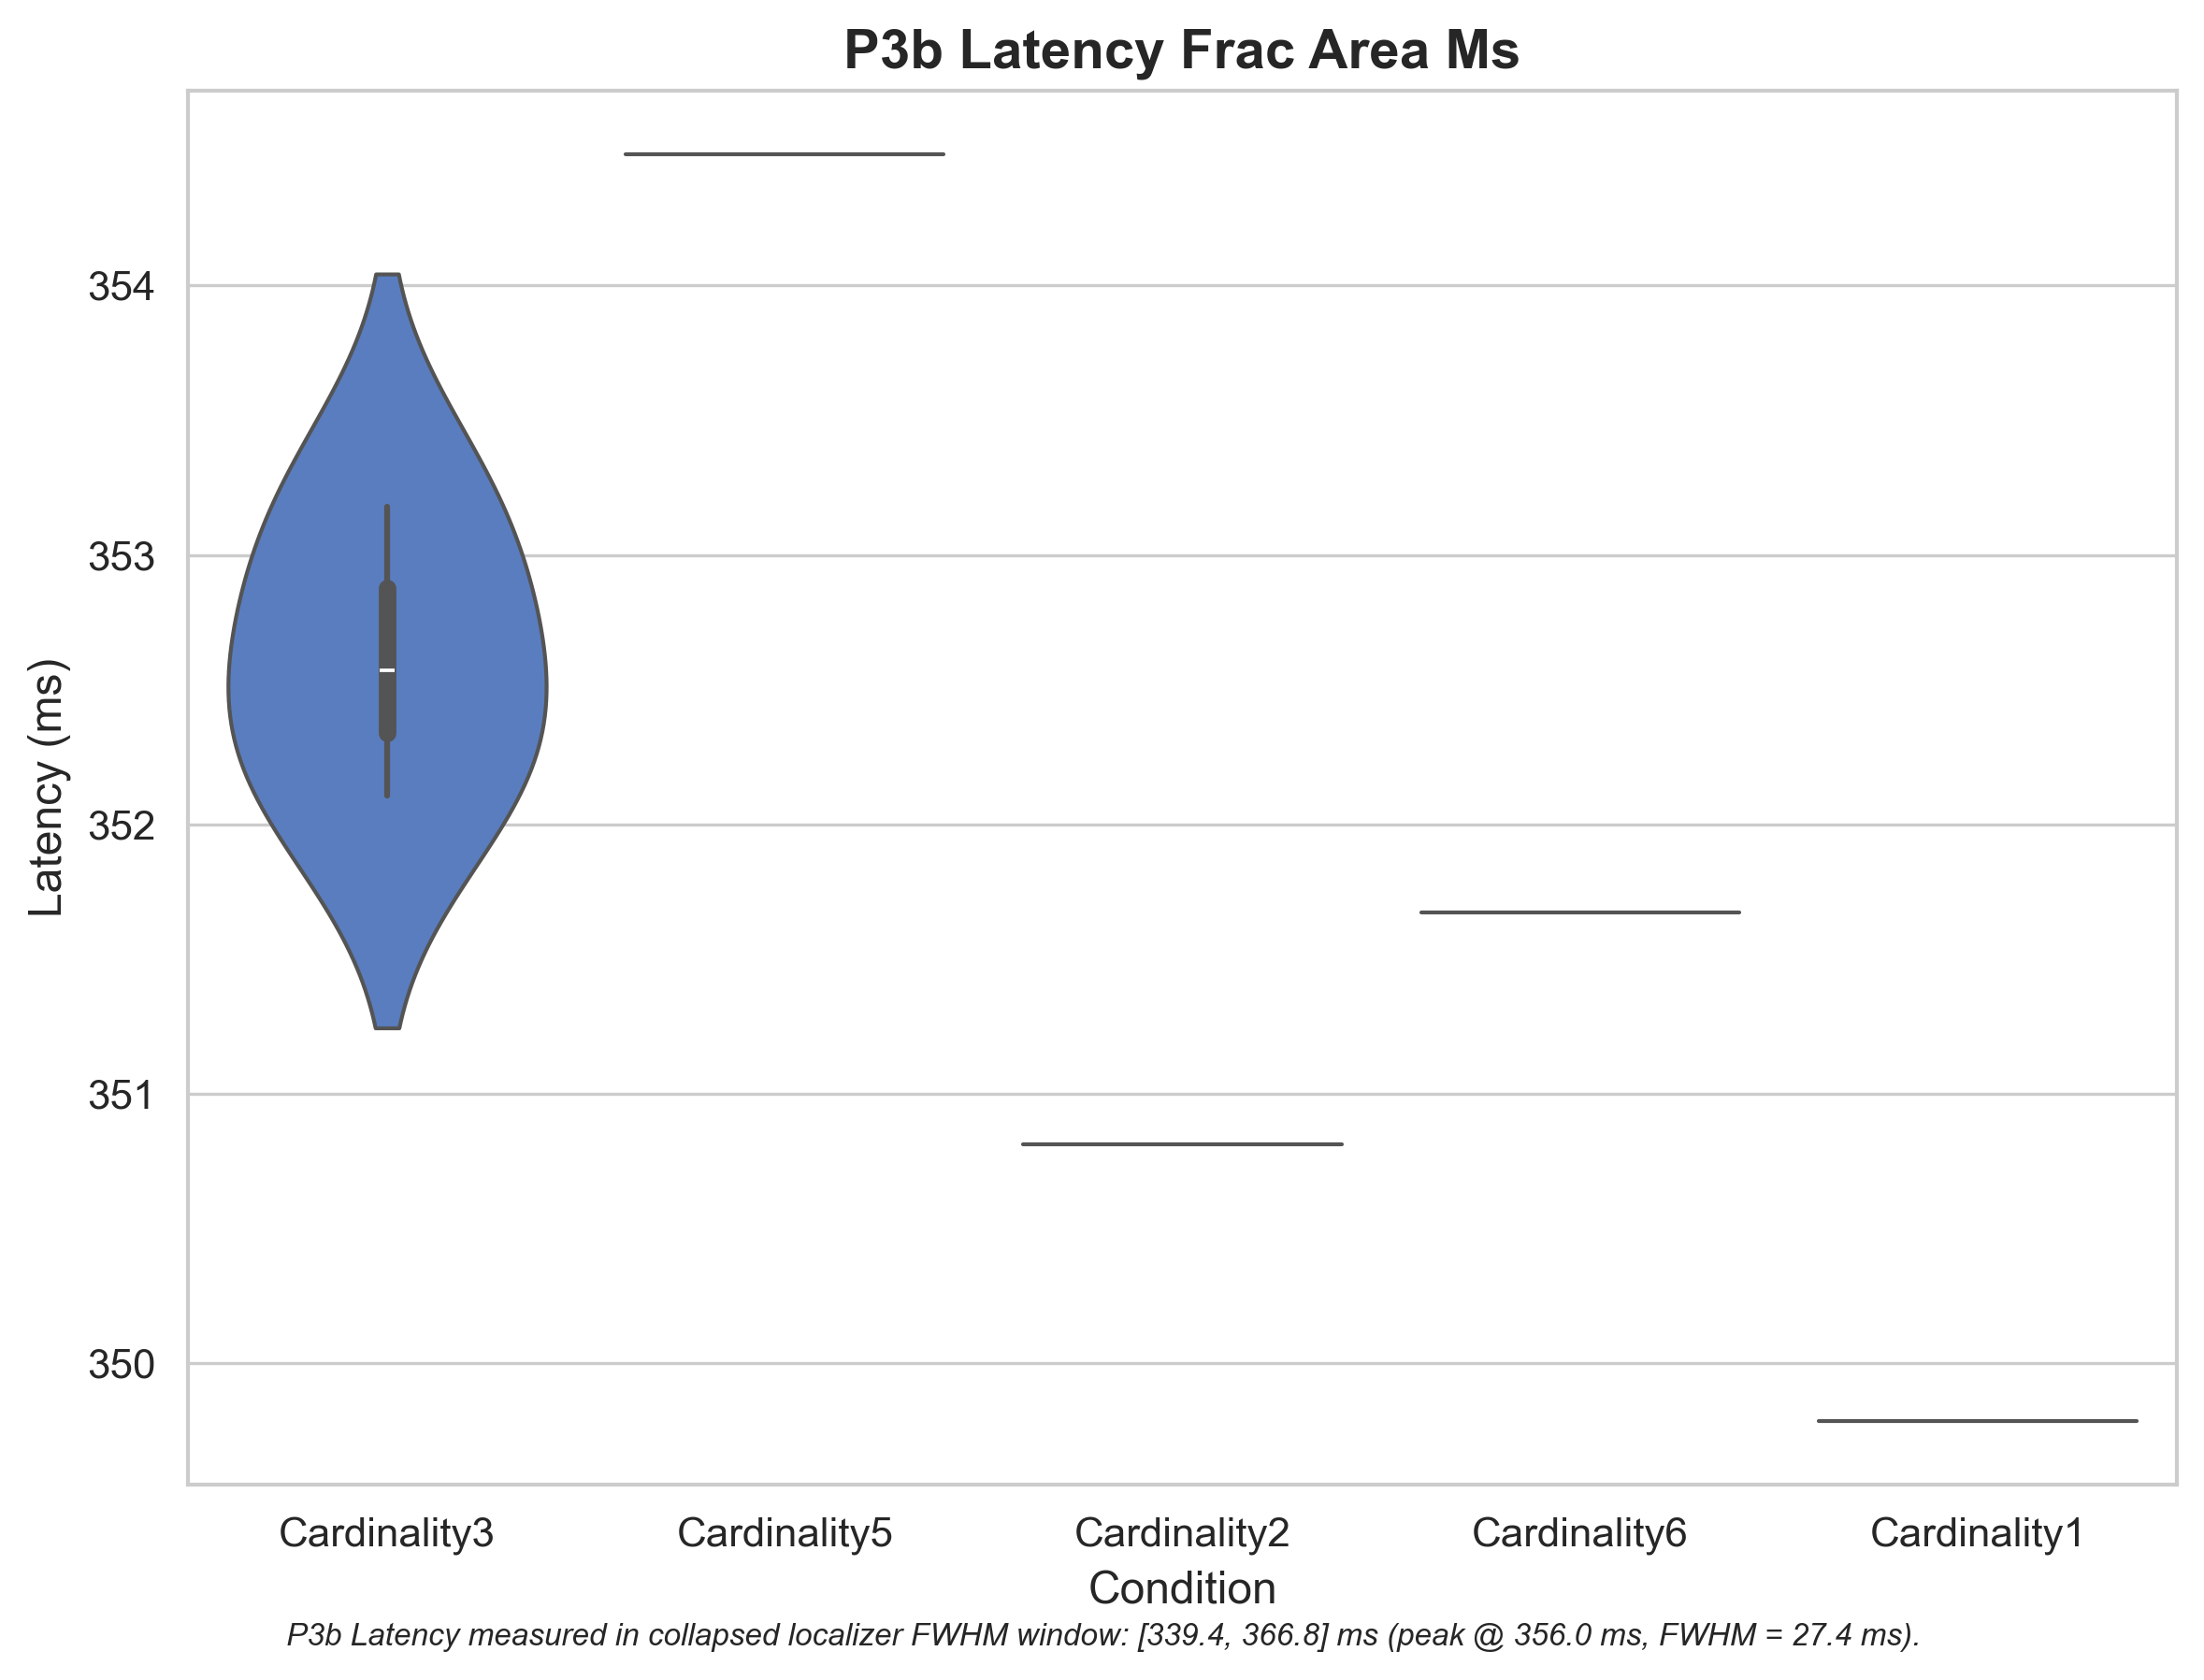 P3b Latency Frac Area Ms
Latency (ms)
354
353
352
351
350
Cardinality3 Cardinality5 Cardinality2 Cardinality6 Cardinality1
Condition
P3b Latency measured in collapsed localizer FWHM window: [339.4, 366.8] ms (peak @ 356.0 ms, FWHM = 27.4 ms).